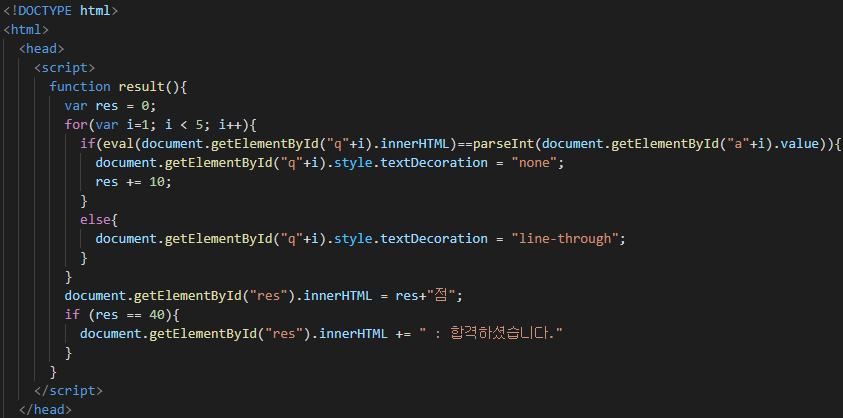 <!DOCTYPE html>
<html>
<head>
<script>
function result(){
var res = 0;
for(var i=1; i < 5; i++){
if(eval(document.getElementById("q"+i).innerHTML)==parseInt(document.getElementById("a"+i).value)){
document.getElementById("q"+i).style.textDecoration = "none";
res += 10;
}
else{
document.getElementById("q"+i).style.textDecoration = "line-through";
}
}
document.getElementById("res").innerHTML = res+"점";
if (res == 40){
document.getElementById("res").innerHTML += " : 합격하셨습니다."
}
}
</script>
</head>